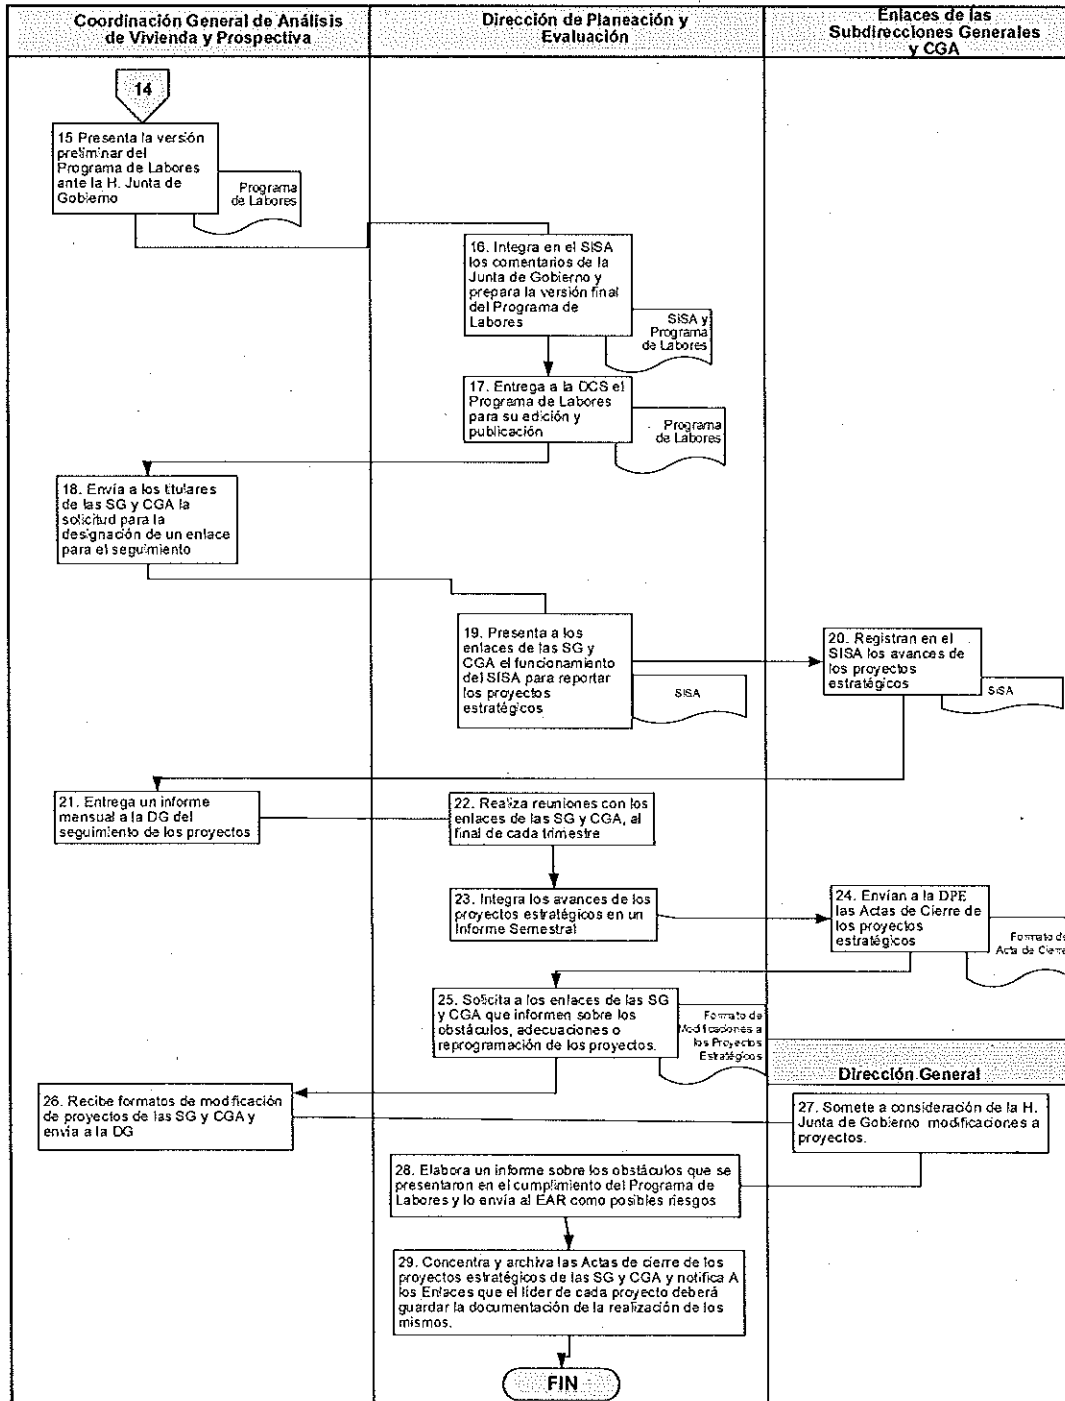 Coordinación General de Análisis
de Vivienda y Prospectiva
Dirección de Planeación y
Evaluación
Enlaces de las
Subdirecciones Generales
y CGA
14
15 Presenta la versión
preliminar del
Programa de Labores
ante la H. Junta de
Gobierno
Programa
de Labores
16. Integra en el SISA
los comentarios de la
Junta de Gobierno y
prepara la versión final
del Programa de
Labores
SISA y
Programa
de Labores
17. Entrega a la DCS el
Programa de Labores
para su edición y
publicación
Programa
de Labores
18. Envía a los titulares
de las SG y CGA la
solicitud para la
designación de un enlace
para el seguimiento
19. Presenta a los
enlaces de las SG y
CGA el funcionamiento
del SISA para reportar
los proyectos
estratégicos
SISA
20. Registran en el
SISA los avances de
los proyectos
estratégicos
SISA
21. Entrega un informe
mensual a la DG del
seguimiento de los proyectos
22. Realiza reuniones con los
enlaces de las SG y CGA, al
final de cada trimestre
23. Integra los avances de los
proyectos estratégicos en un
Informe Semestral
24. Envían a la DPE
las Actas de Cierre de
los proyectos
estratégicos
Formato de
Acta de Cierre
25. Solicita a los enlaces de las SG
y CGA que informen sobre los
obstáculos, adecuaciones o
reprogramación de los proyectos.
Formato de
Modificaciones a
los Proyectos
Estratégicos
Dirección General
26. Recibe formatos de modificación
de proyectos de las SG y CGA y
envía a la DG
27. Somete a consideración de la H.
Junta de Gobierno modificaciones a
proyectos.
28. Elabora un informe sobre los obstáculos que se
presentaron en el cumplimiento del Programa de
Labores y lo envía al EAR como posibles riesgos
29. Concentra y archiva las Actas de cierre de los
proyectos estratégicos de las SG y CGA y notifica A
los Enlaces que el líder de cada proyecto deberá
guardar la documentación de la realización de los
mismos.
FIN